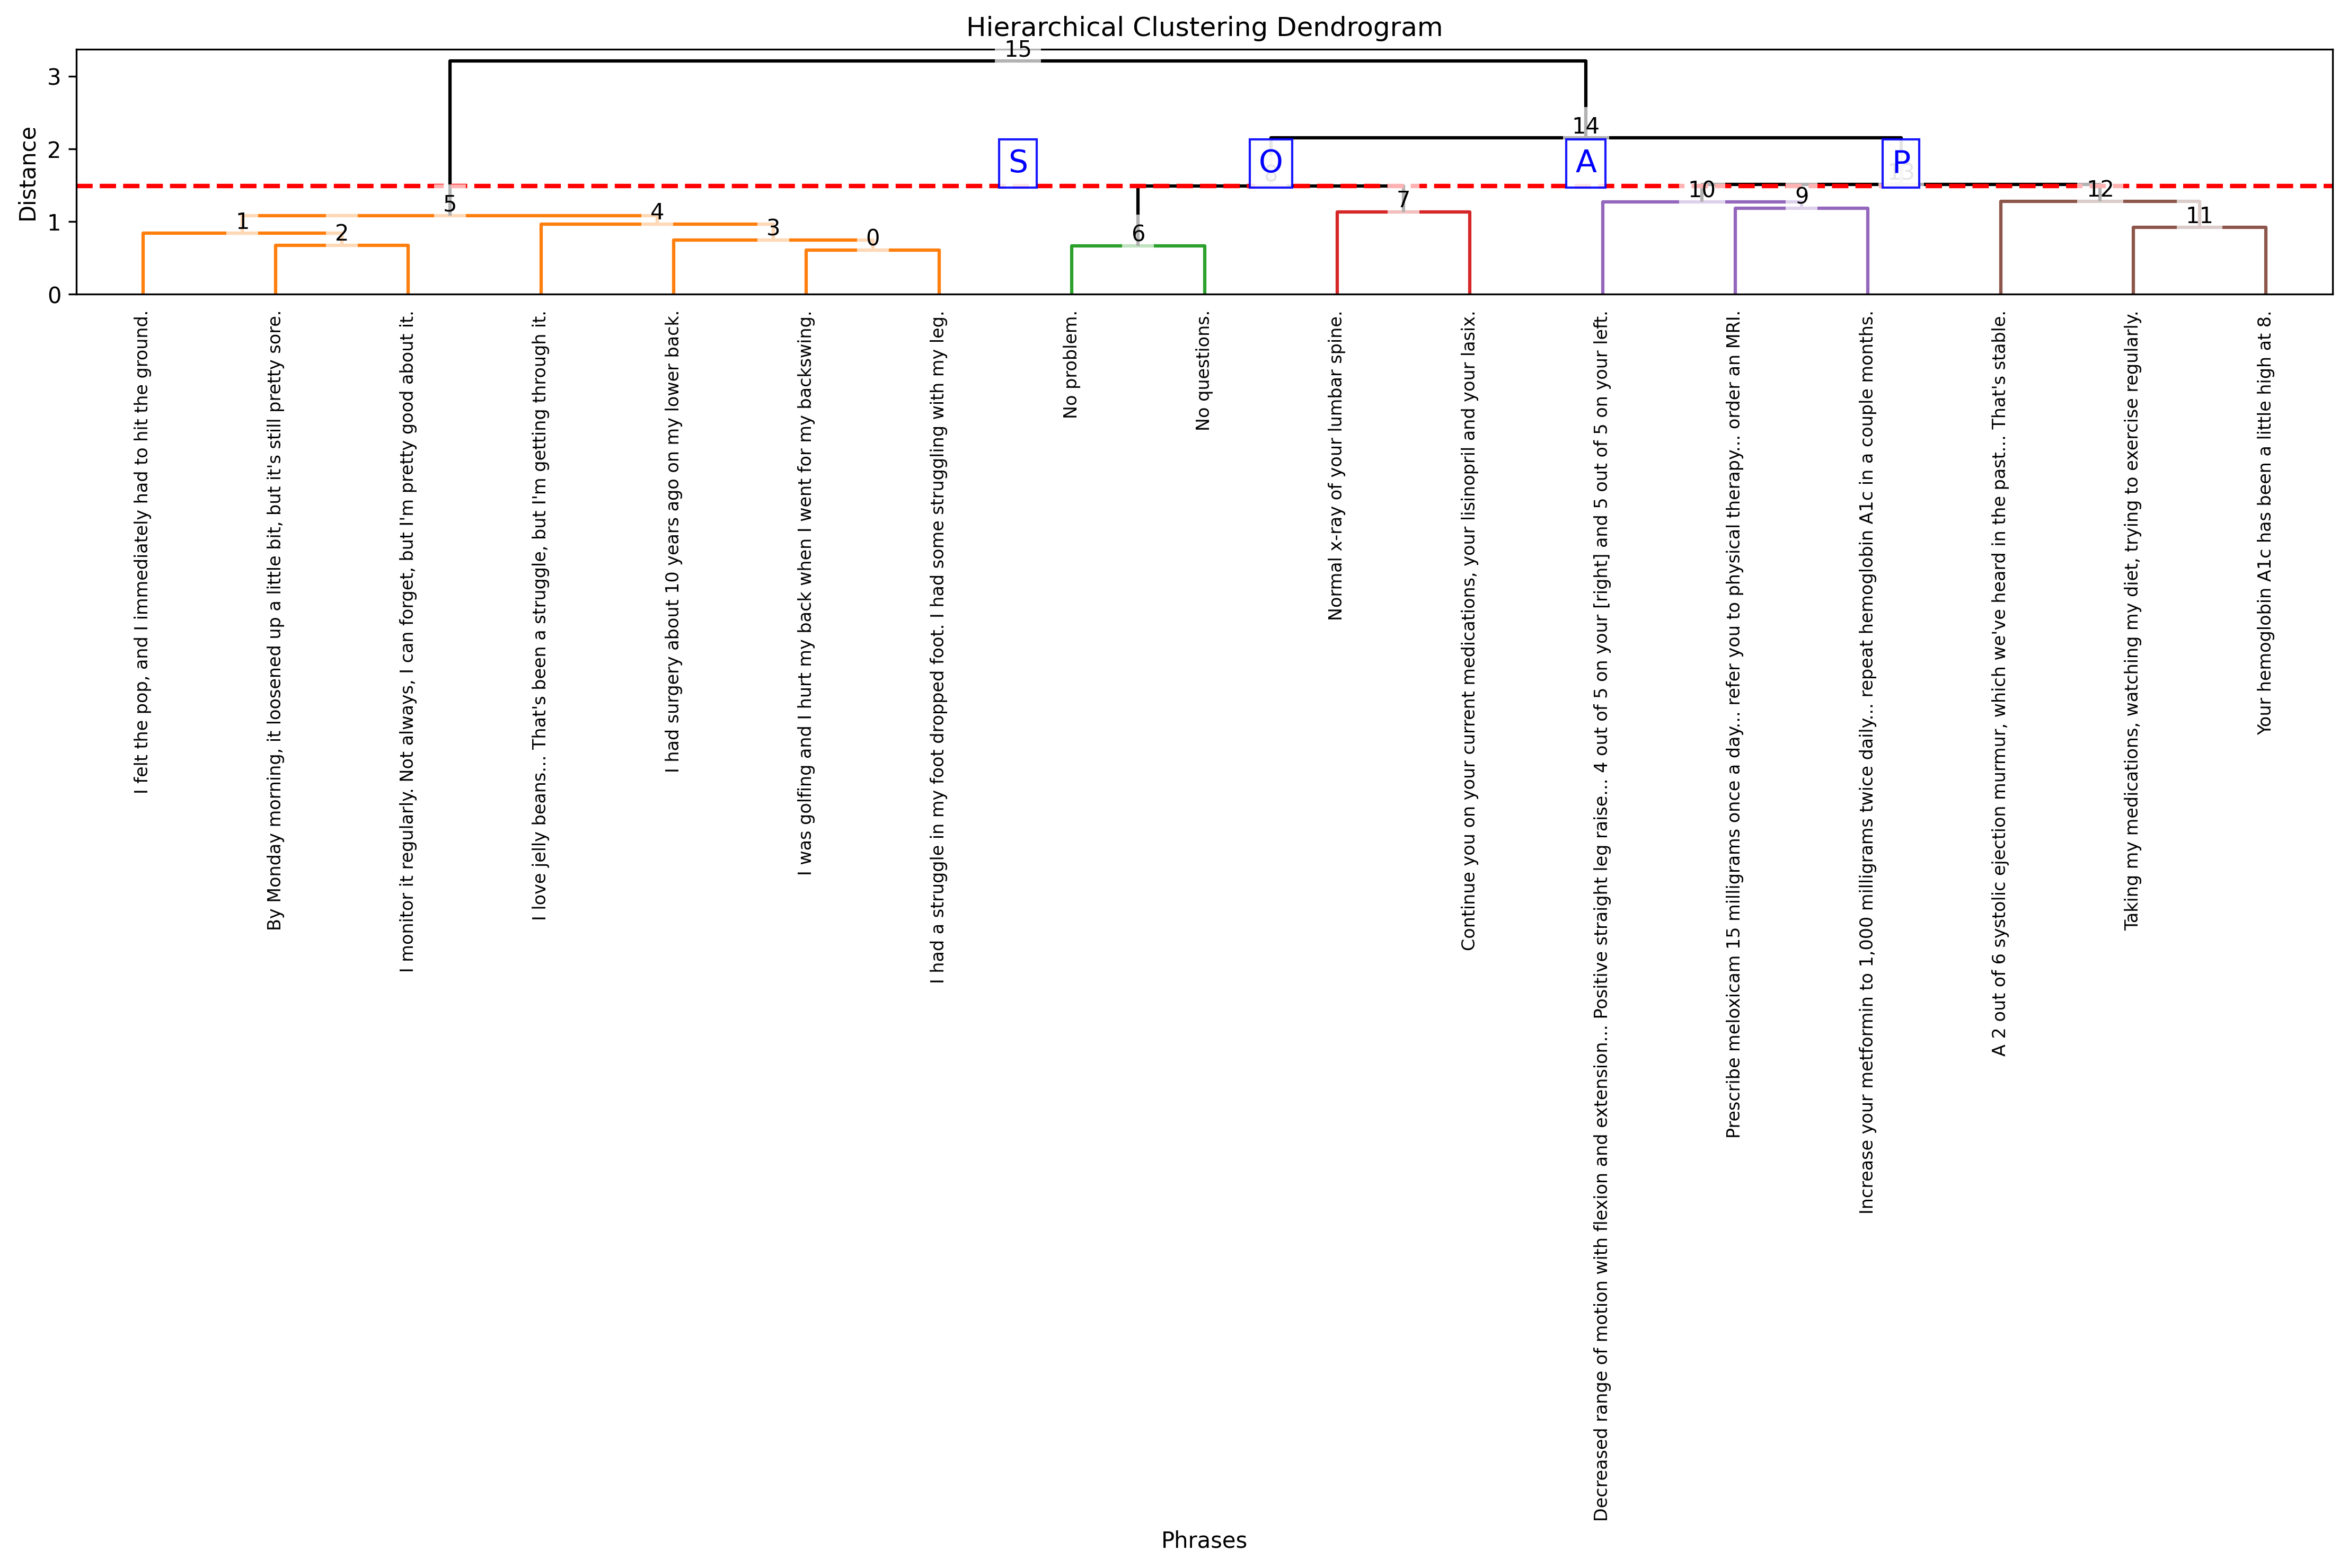 Hierarchical Clustering Dendrogram
Distance
3
2
1
0
15
14
S
O
A
P
13
5
4
1
2
3
0
6
7
10
9
12
11
I felt the pop, and I immediately had to hit the ground.
By Monday morning, it loosened up a little bit, but it's still pretty sore.
I monitor it regularly. Not always, I can forget, but I'm pretty good about it.
I love jelly beans... That's been a struggle, but I'm getting through it.
I had surgery about 10 years ago on my lower back.
I was golfing and I hurt my back when I went for my backswing.
I had a struggle in my foot dropped foot. I had some struggling with my leg.
No problem.
No questions.
Normal x-ray of your lumbar spine.
Continue you on your current medications, your lisinopril and your lasix.
Decreased range of motion with flexion and extension... Positive straight leg raise... 4 out of 5 on your [right] and 5 out of 5 on your left.
Prescribe meloxicam 15 milligrams once a day... refer you to physical therapy... order an MRI.
Increase your metformin to 1,000 milligrams twice daily... repeat hemoglobin A1c in a couple months.
A 2 out of 6 systolic ejection murmur, which we've heard in the past... That's stable.
Taking my medications, watching my diet, trying to exercise regularly.
Your hemoglobin A1c has been a little high at 8.
Phrases